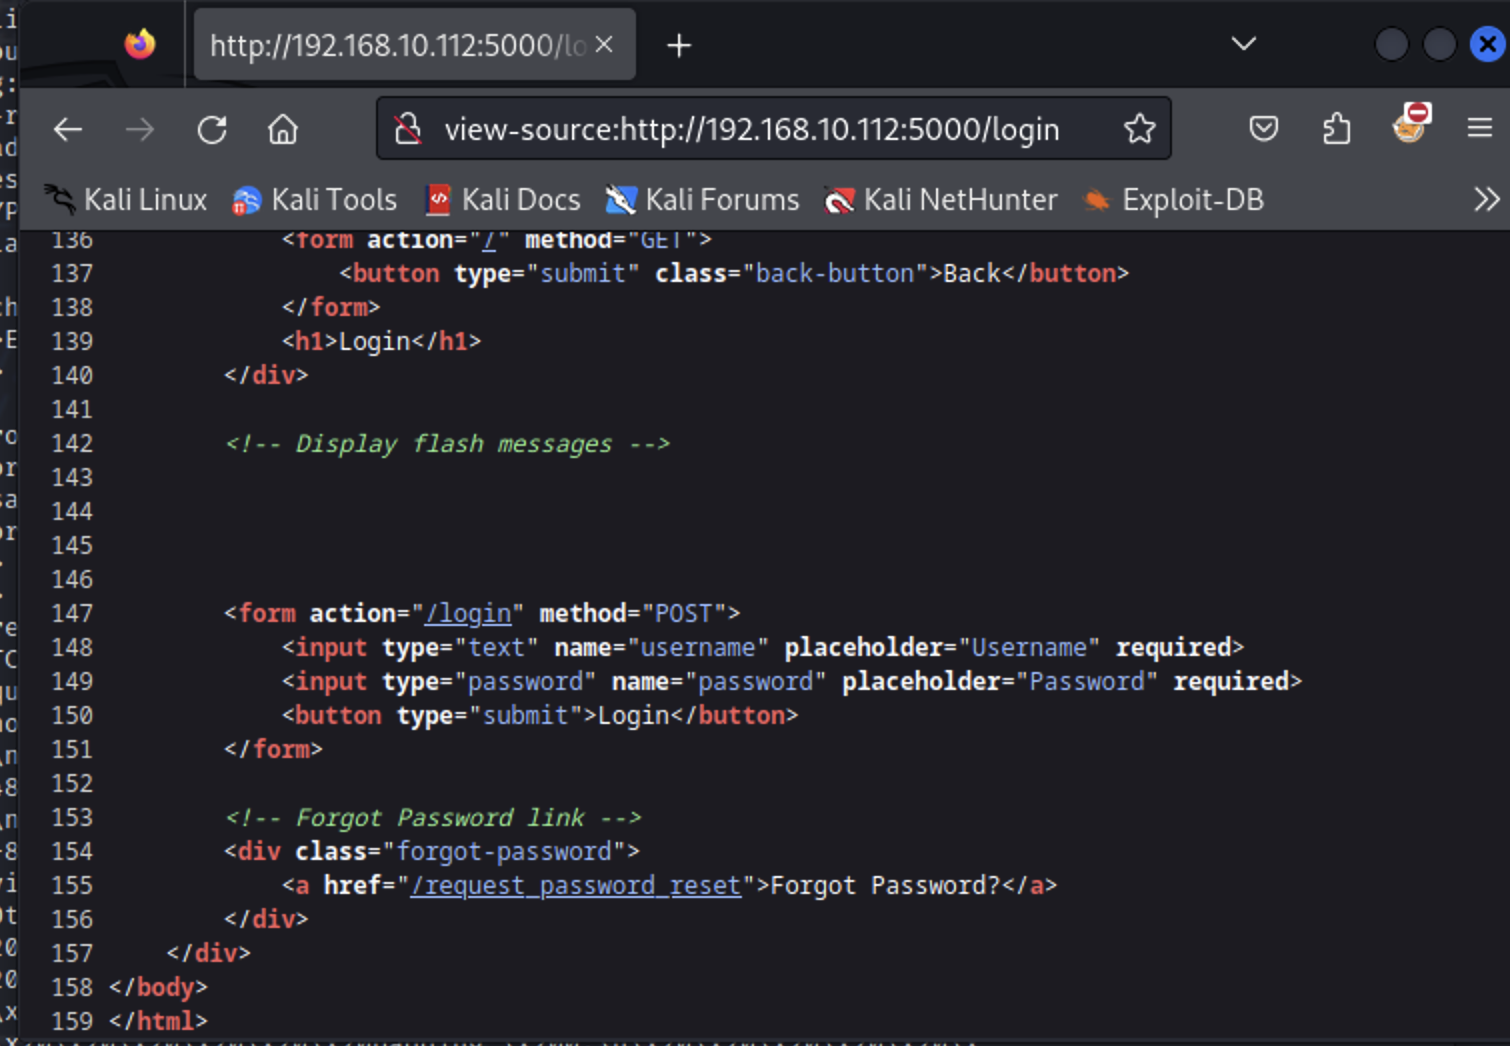 http://192.168.10.112:5000/lo
view-source:http://192.168.10.112:5000/login
Kali Linux Kali Tools Kali Docs Kali Forums Kali NetHunter Exploit-DB
136 <form action="/" method="GET">
137 <button type="submit" class="back-button">Back</button>
138 </form>
139 <h1>Login</h1>
140 </div>
141
142 <!-- Display flash messages -->
143
144
145
146
147 <form action="/login" method="POST">
148 <input type="text" name="username" placeholder="Username" required>
149 <input type="password" name="password" placeholder="Password" required>
150 <button type="submit">Login</button>
151 </form>
152
153 <!-- Forgot Password link -->
154 <div class="forgot-password">
155 <a href="/request_password_reset">Forgot Password?</a>
156 </div>
157 </div>
158 </body>
159 </html>